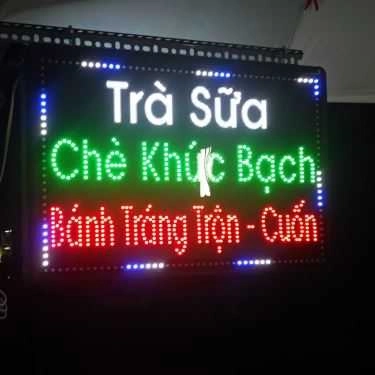 Trà Sữa
Chè Khúc Bạch
Bánh Tráng Trộn - Cuốn